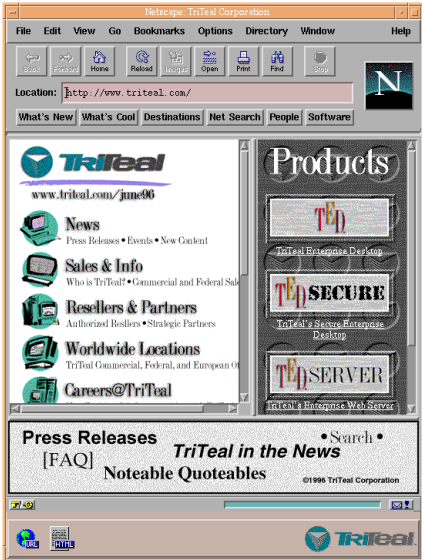 Netscape: TriTeal Corporation
File Edit View Go Bookmarks Options Directory Window Help
Back Forward Home Reload Images Open Print Find Stop
Location: http://www.triteal.com/
N
What's New What's Cool Destinations Net Search People Software
TriTeal
www.triteal.com/june96
News
Press Releases • Events • New Content
Sales & Info
Who is TriTeal? • Commercial and Federal Sale
Resellers & Partners
Authorized Resllers • Strategic Partners
Worldwide Locations
TriTeal Commercial, Federal, and European Of
Careers@TriTeal
Products
TED
TriTeal Enterprise Desktop
TED SECURE
TriTeal's Secure Enterprise
Desktop
TED SERVER
TriTeal's Enterprise Web Server
Press Releases
• Search •
TriTeal in the News
[FAQ]
Noteable Quoteables
©1996 TriTeal Corporation
URL
HTML
TriTeal